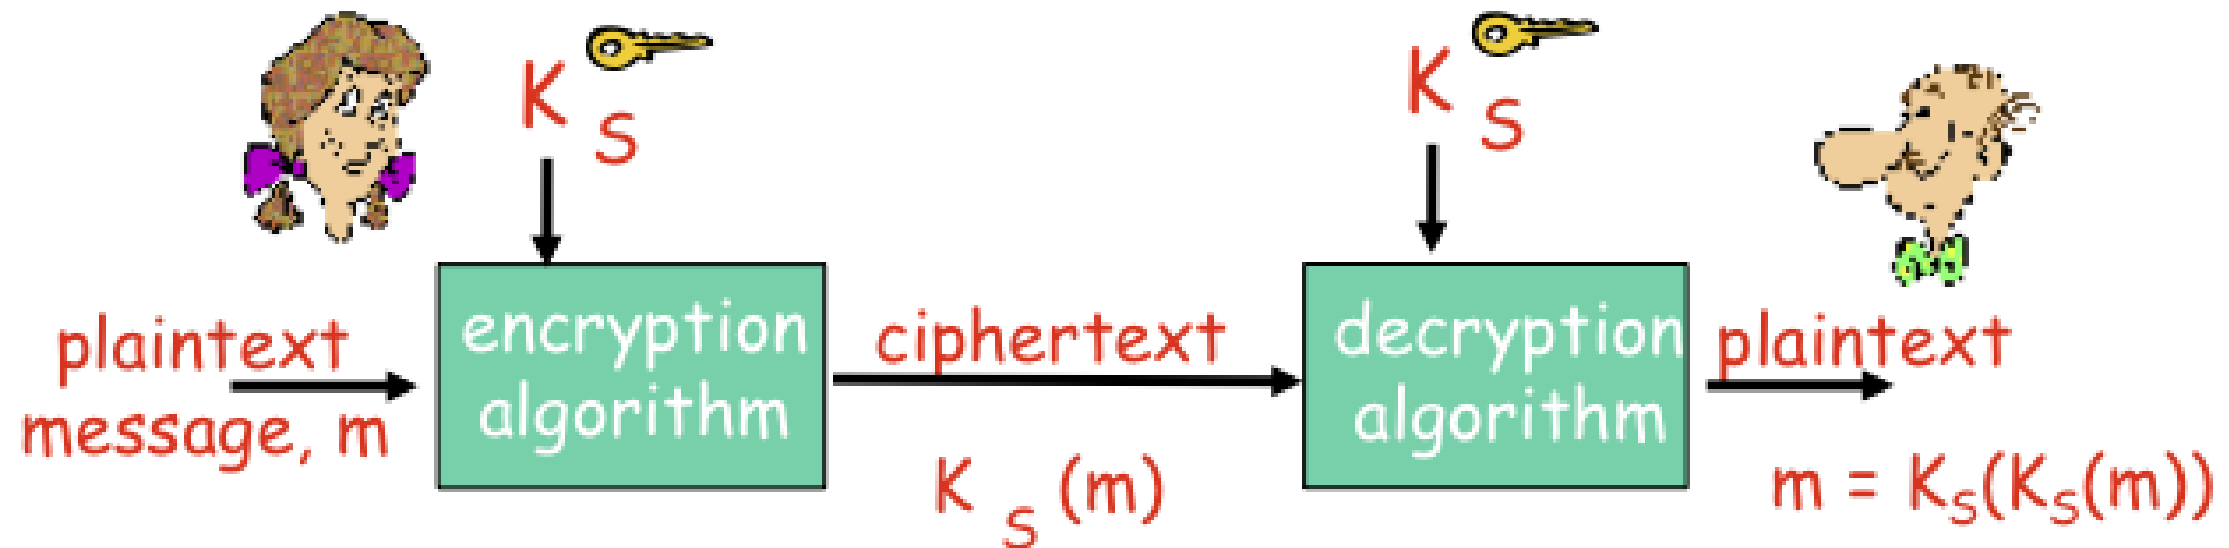 K S
K S
plaintext
message, m
encryption
algorithm
ciphertext
K S (m)
decryption
algorithm
plaintext
m = KS(KS(m))